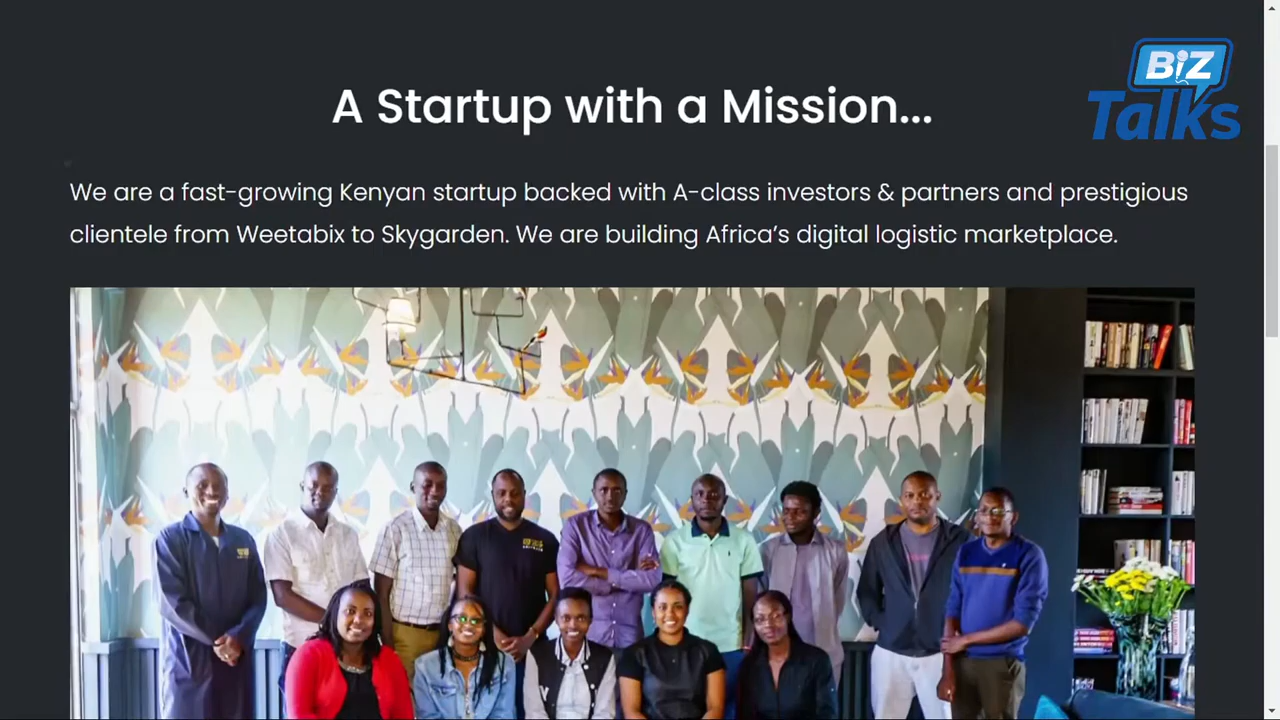 BiZ
Talks
A Startup with a Mission...
We are a fast-growing Kenyan startup backed with A-class investors & partners and prestigious
clientele from Weetabix to Skygarden. We are building Africa’s digital logistic marketplace.